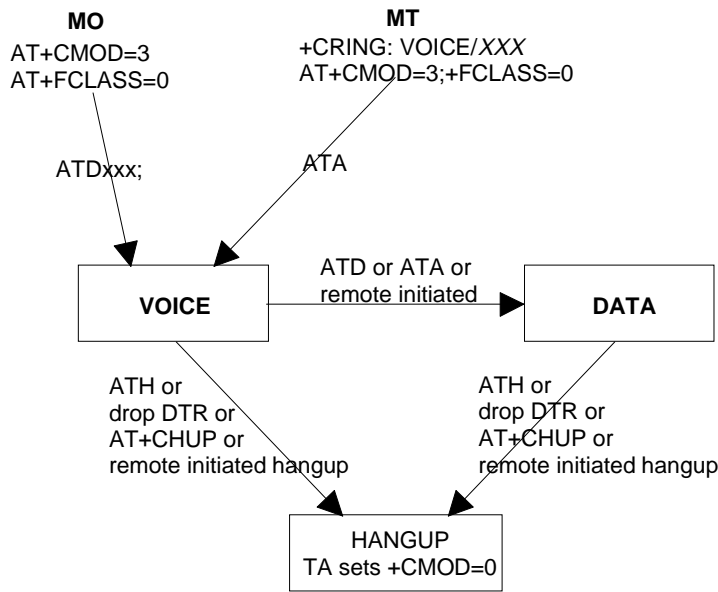 MO
AT+CMOD=3
AT+FCLASS=0
MT
+CRING: VOICE/XXX
AT+CMOD=3;+FCLASS=0
ATDxxx;
ATA
VOICE
ATD or ATA or
remote initiated
DATA
ATH or
drop DTR or
AT+CHUP or
remote initiated hangup
ATH or
drop DTR or
AT+CHUP or
remote initiated hangup
HANGUP
TA sets +CMOD=0